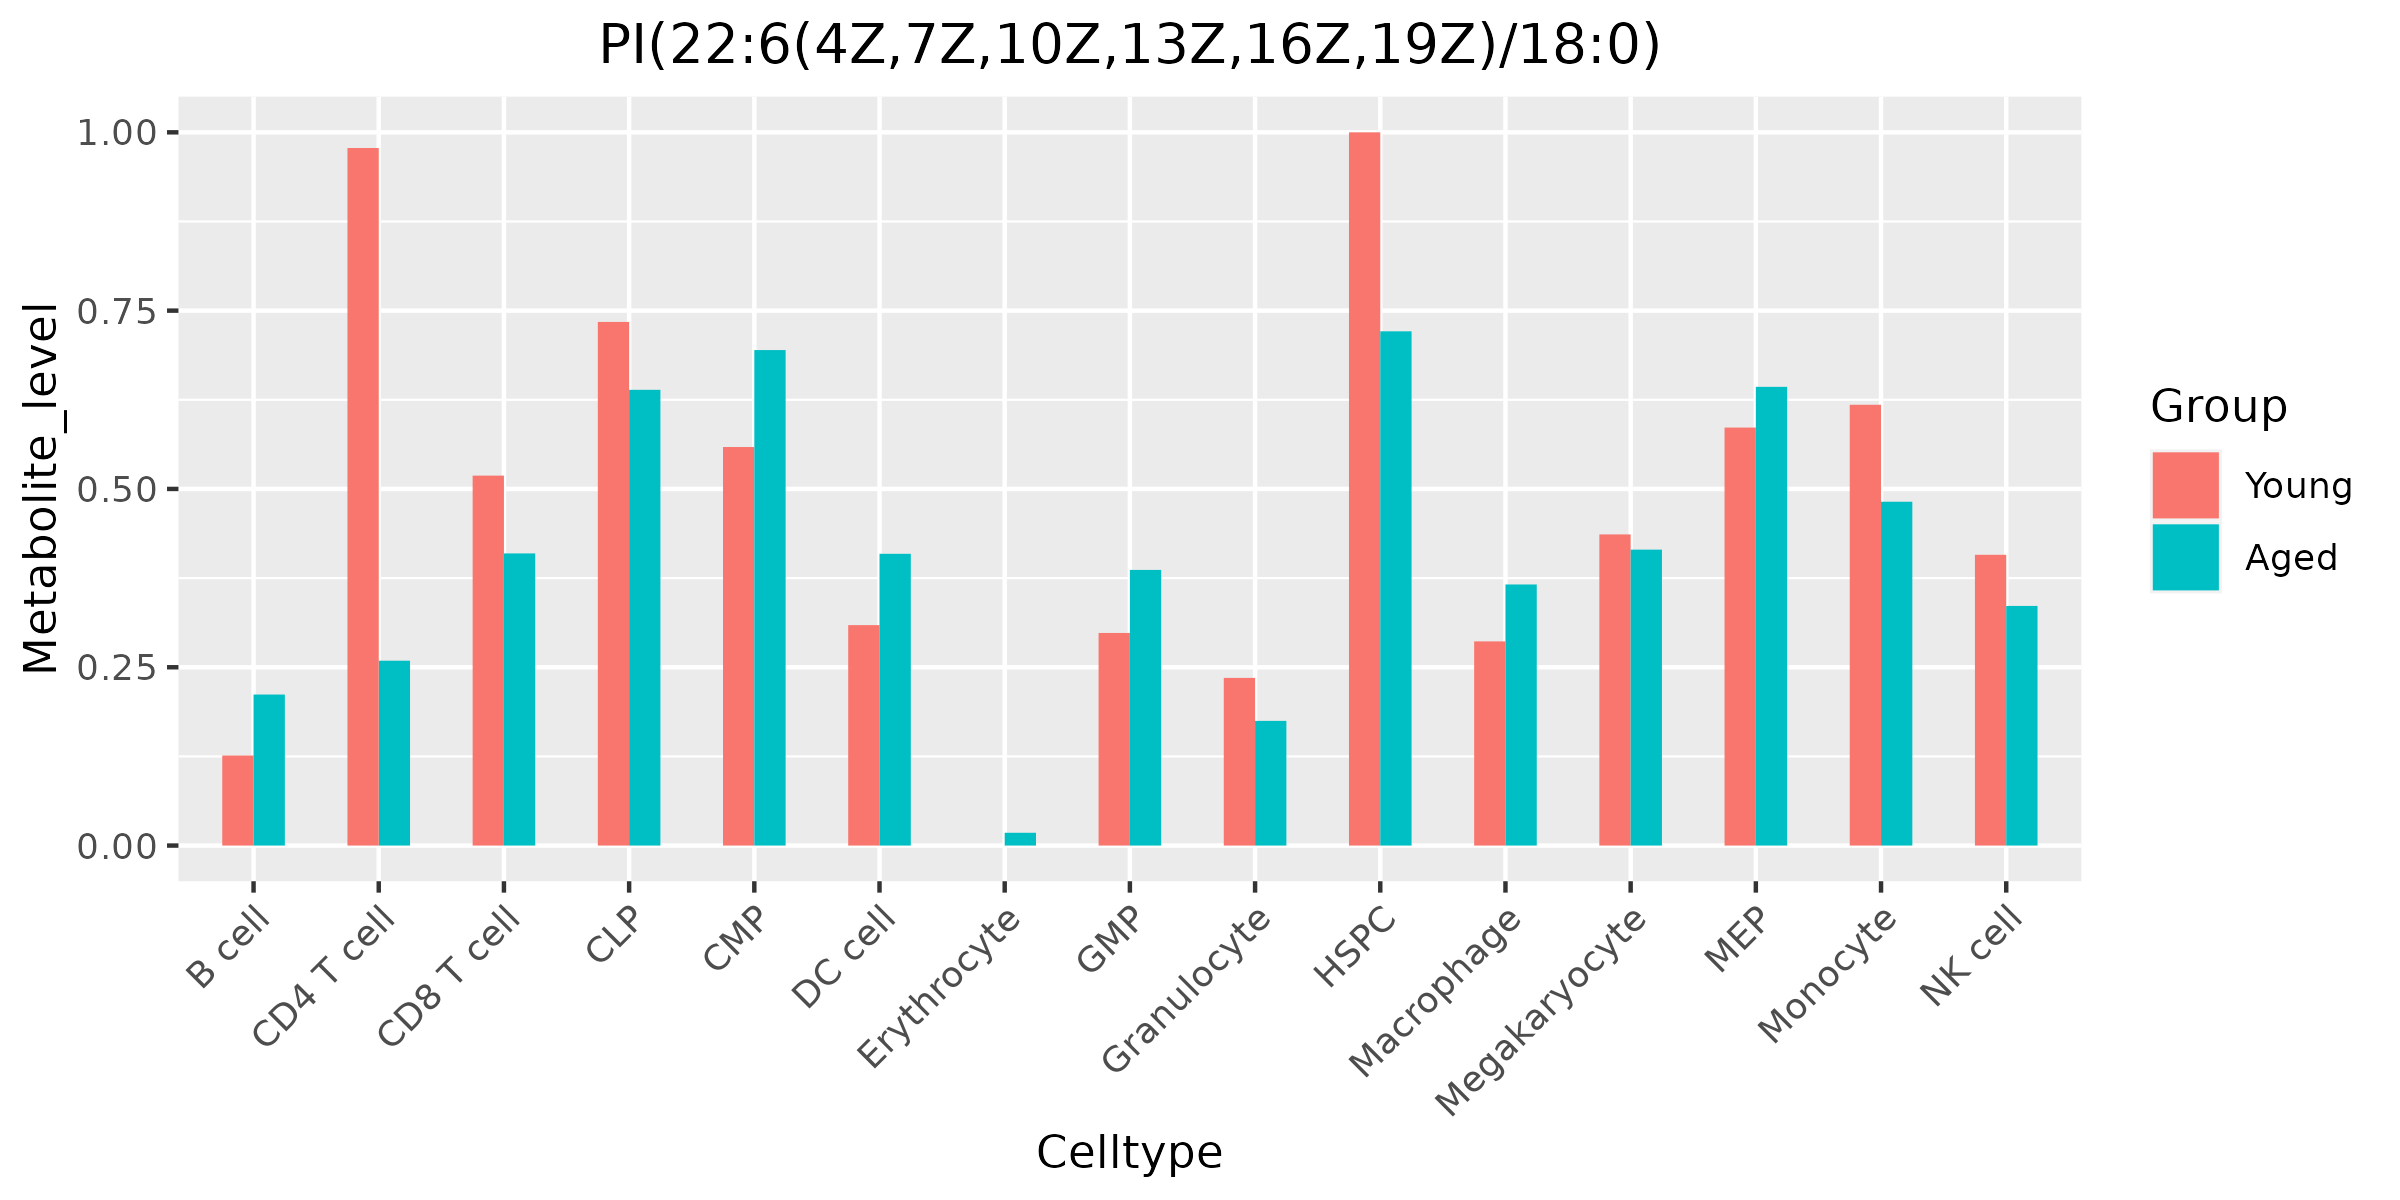 PI(22:6(4Z,7Z,10Z,13Z,16Z,19Z)/18:0)
Metabolite_level
1.00
0.75
0.50
0.25
0.00
B cell
CD4 T cell
CD8 T cell
CLP
CMP
DC cell
Erythrocyte
GMP
Granulocyte
HSPC
Macrophage
Megakaryocyte
MEP
Monocyte
NK cell
Celltype
Group
Young
Aged